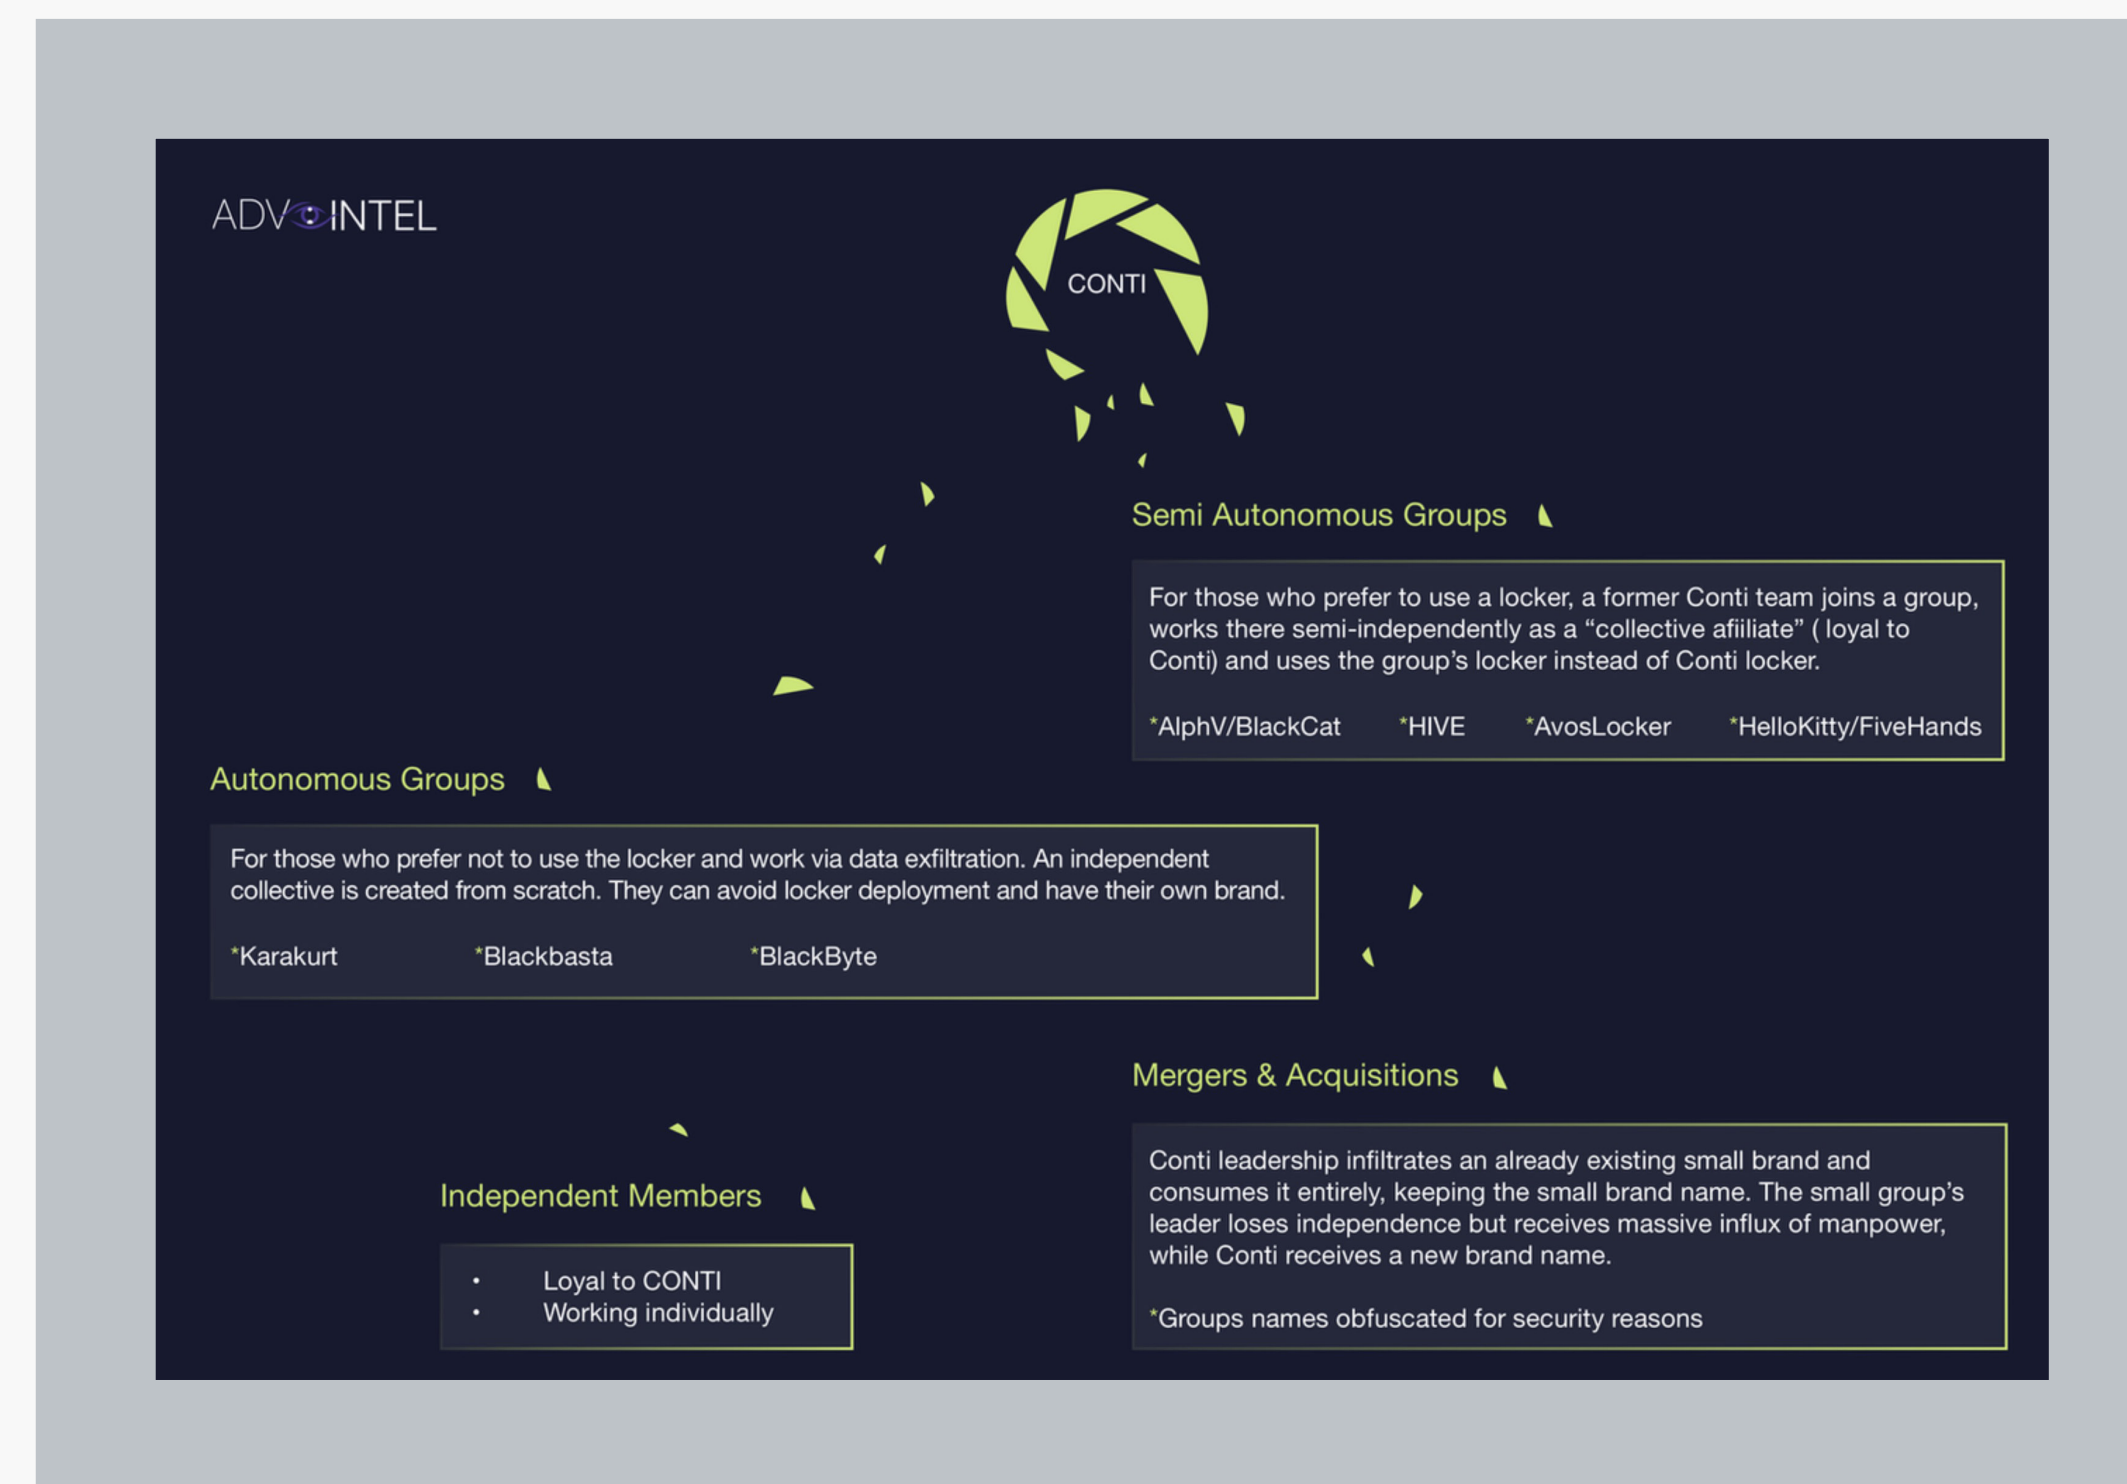 ADVINTEL
CONTI
Semi Autonomous Groups
For those who prefer to use a locker, a former Conti team joins a group,
works there semi-independently as a “collective afiiliate” ( loyal to
Conti) and uses the group’s locker instead of Conti locker.
*AlphV/BlackCat *HIVE *AvosLocker *HelloKitty/FiveHands
Autonomous Groups
For those who prefer not to use the locker and work via data exfiltration. An independent
collective is created from scratch. They can avoid locker deployment and have their own brand.
*Karakurt *Blackbasta *BlackByte
Mergers & Acquisitions
Conti leadership infiltrates an already existing small brand and
consumes it entirely, keeping the small brand name. The small group’s
leader loses independence but receives massive influx of manpower,
while Conti receives a new brand name.
*Groups names obfuscated for security reasons
Independent Members
• Loyal to CONTI
• Working individually